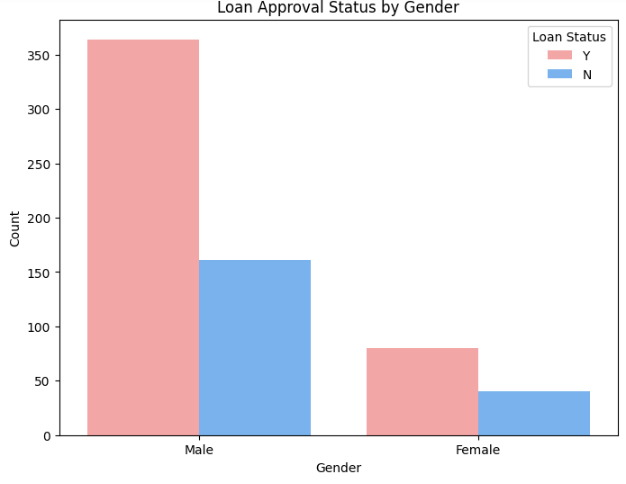 Loan Approval Status by Gender
Loan Status
Y
N
350
300
250
200
150
100
50
0
Count
Male
Female
Gender